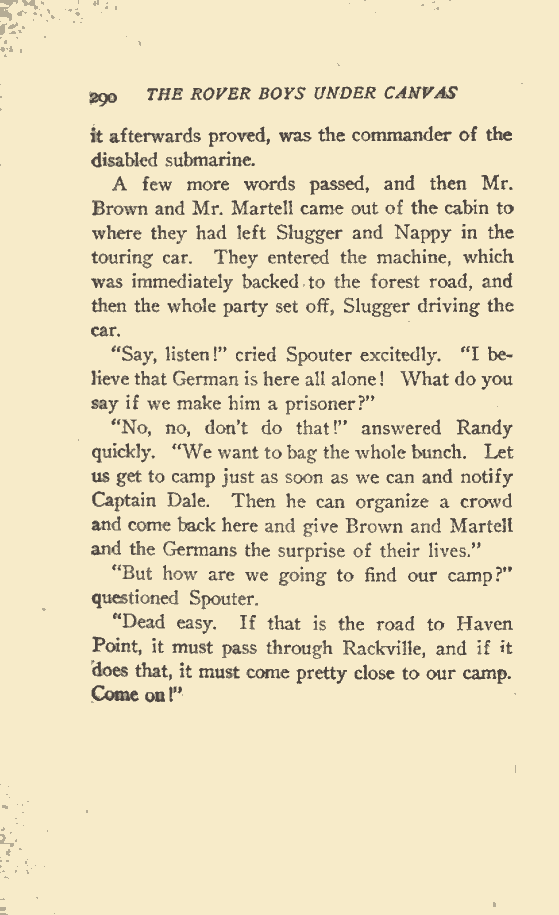 290 THE ROVER BOYS UNDER CANVAS
it afterwards proved, was the commander of the
disabled submarine.
A few more words passed, and then Mr.
Brown and Mr. Martell came out of the cabin to
where they had left Slugger and Nappy in the
touring car. They entered the machine, which
was immediately backed to the forest road, and
then the whole party set off, Slugger driving the
car.
"Say, listen!" cried Spouter excitedly. "I be-
lieve that German is here all alone! What do you
say if we make him a prisoner?"
"No, no, don't do that!" answered Randy
quickly. "We want to bag the whole bunch. Let
us get to camp just as soon as we can and notify
Captain Dale. Then he can organize a crowd
and come back here and give Brown and Martell
and the Germans the surprise of their lives."
"But how are we going to find our camp?"
questioned Spouter.
"Dead easy. If that is the road to Haven
Point, it must pass through Rackville, and if it
does that, it must come pretty close to our camp.
Come on!"